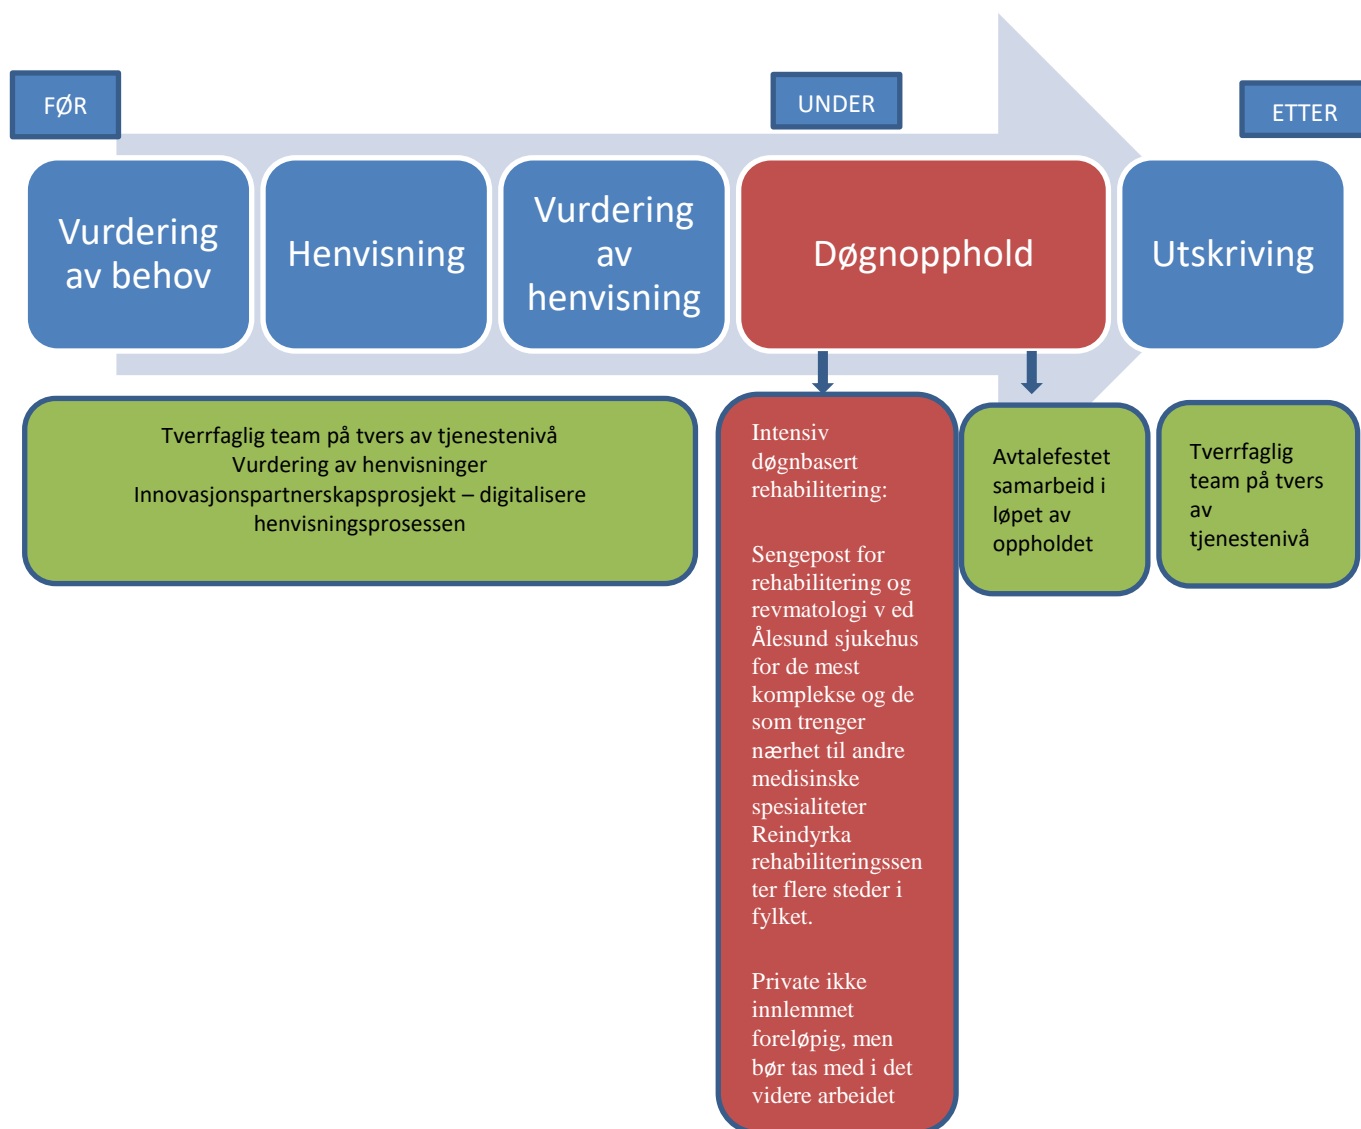 FØR
UNDER
ETTER
Vurdering
av behov
Henvisning
Vurdering
av
henvisning
Døgnopphold
Utskriving
Tverrfaglig team på tvers av tjenestenivå
Vurdering av henvisninger
Innovasjonspartnerskapsprosjekt – digitalisere
henvisningsprosessen
Intensiv
døgnbasert
rehabilitering:
Sengepost for
rehabilitering og
revmatologi v ed
Ålesund sjukehus
for de mest
komplekse og de
som trenger
nærhet til andre
medisinske
spesialiteter
Reindyrka
rehabiliteringssen
ter flere steder i
fylket.
Private ikke
innlemmet
foreløpig, men
bør tas med i det
videre arbeidet
Avtalefestet
samarbeid i
løpet av
oppholdet
Tverrfaglig
team på tvers
av
tjenestenivå